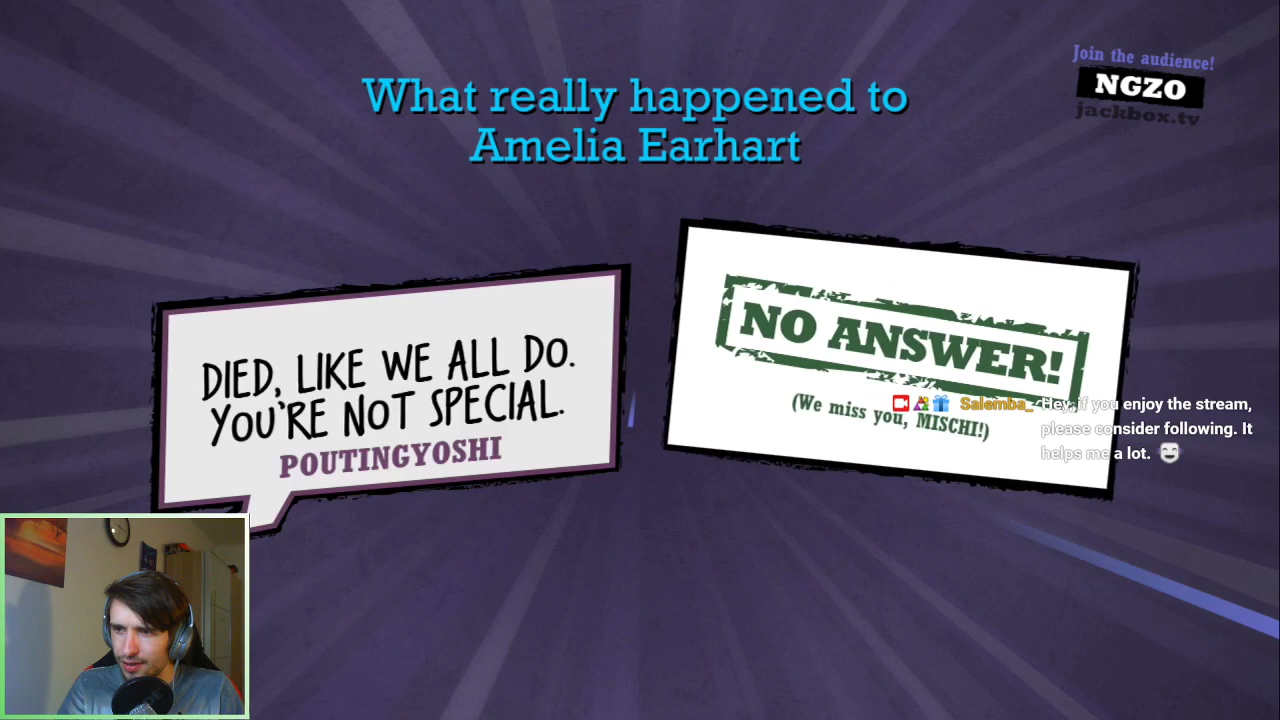 What really happened to
Amelia Earhart
Join the audience!
NGZO
jackbox.tv
DIED, LIKE WE ALL DO.
YOU'RE NOT SPECIAL.
POUTINGYOSHI
NO ANSWER!
(We miss you, MISCHI!)
Salemba_ Hey, if you enjoy the stream,
please consider following. It
helps me a lot.